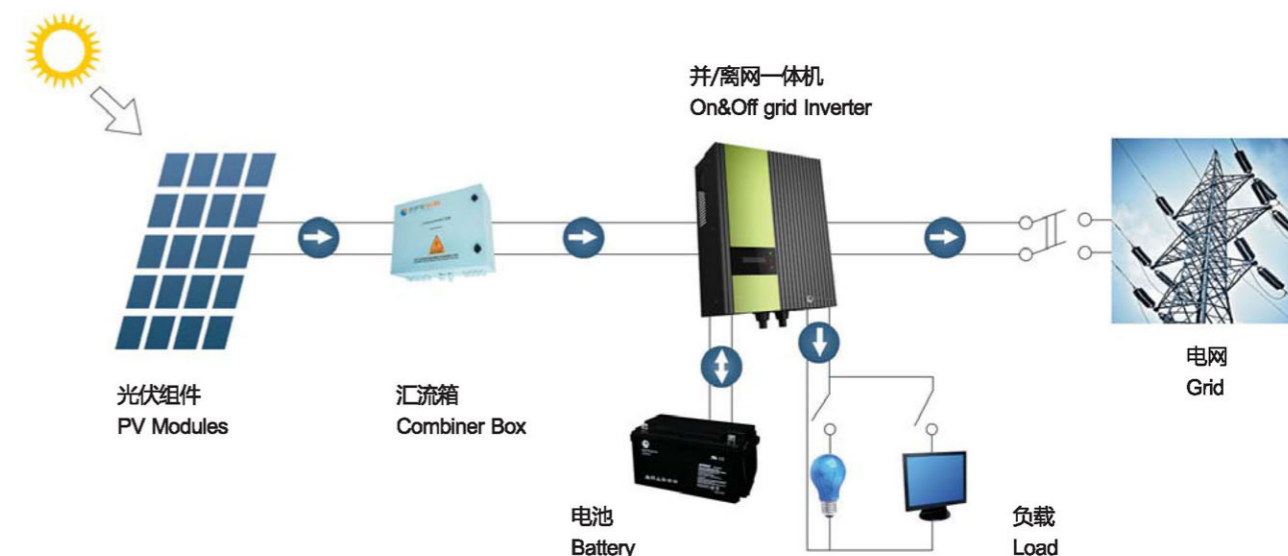 并/离网一体机
On&Off grid Inverter
光伏组件
PV Modules
汇流箱
Combiner Box
电网
Grid
电池
Battery
负载
Load